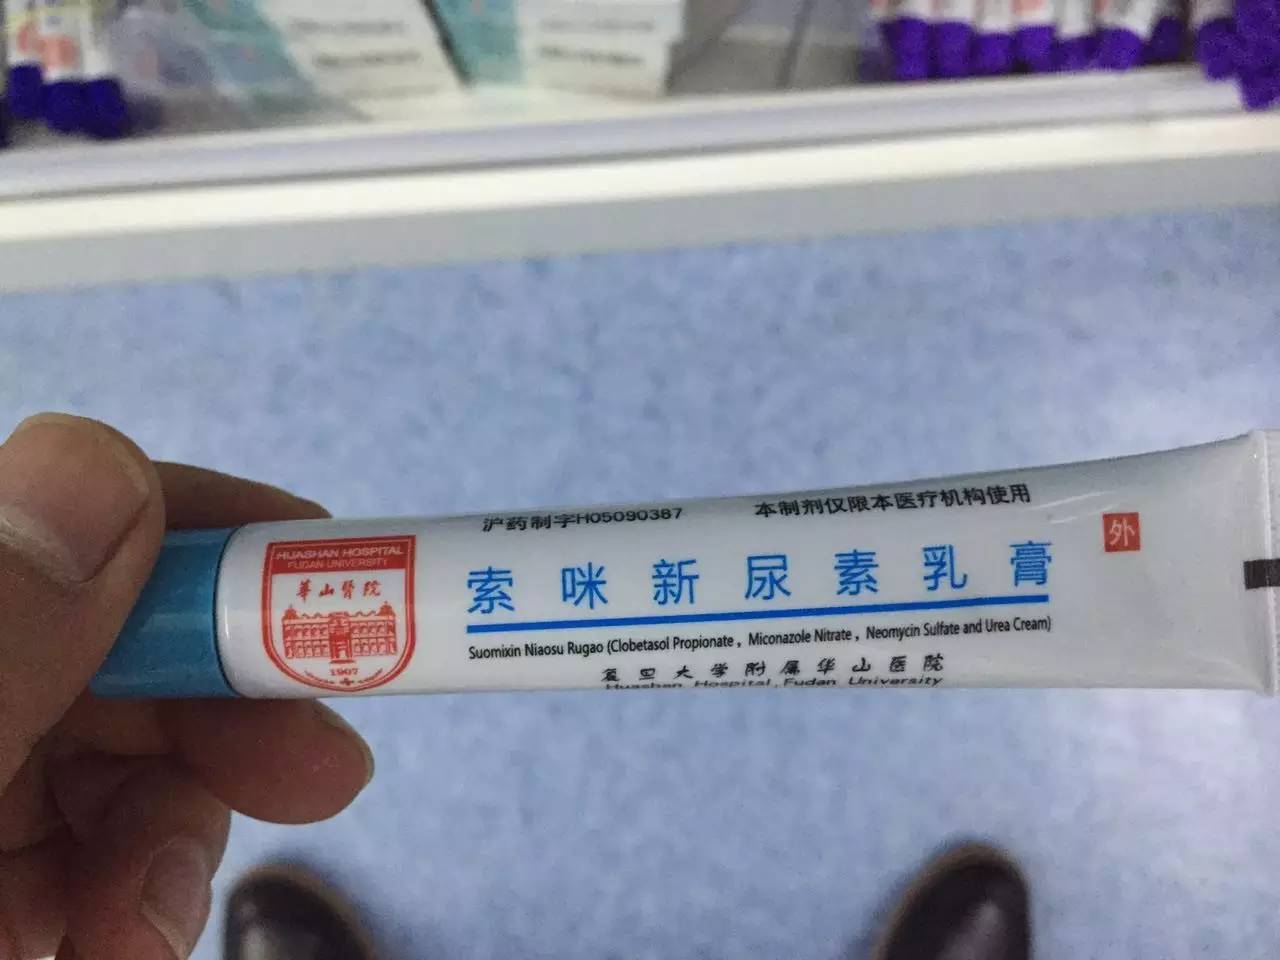 沪药制字H05090387
本制剂仅限本医疗机构使用
外
HUASHAN HOSPITAL
FUDAN UNIVERSITY
華山醫院
1907
索咪新尿素乳膏
Suomixin Niaosu Rugao (Clobetasol Propionate, Miconazole Nitrate, Neomycin Sulfate and Urea Cream)
复旦大学附属华山医院
Huashan Hospital, Fudan University